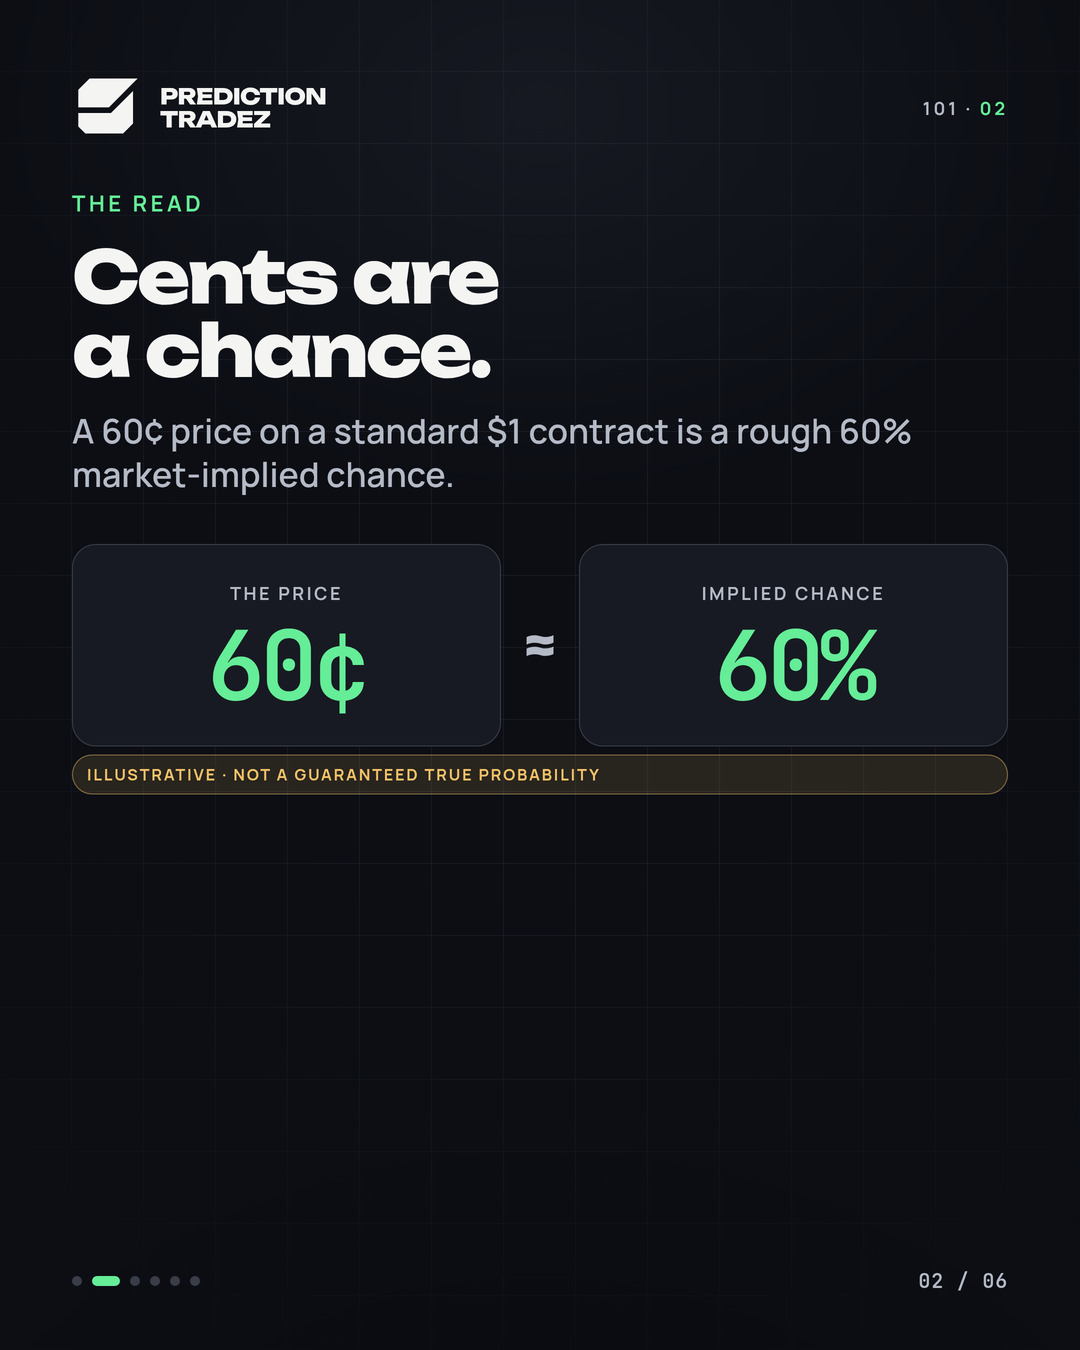 PREDICTION
TRADEZ
101 · 02
THE READ
Cents are
a chance.
A 60¢ price on a standard $1 contract is a rough 60%
market-implied chance.
THE PRICE
60¢
≈
IMPLIED CHANCE
60%
ILLUSTRATIVE · NOT A GUARANTEED TRUE PROBABILITY
02 / 06